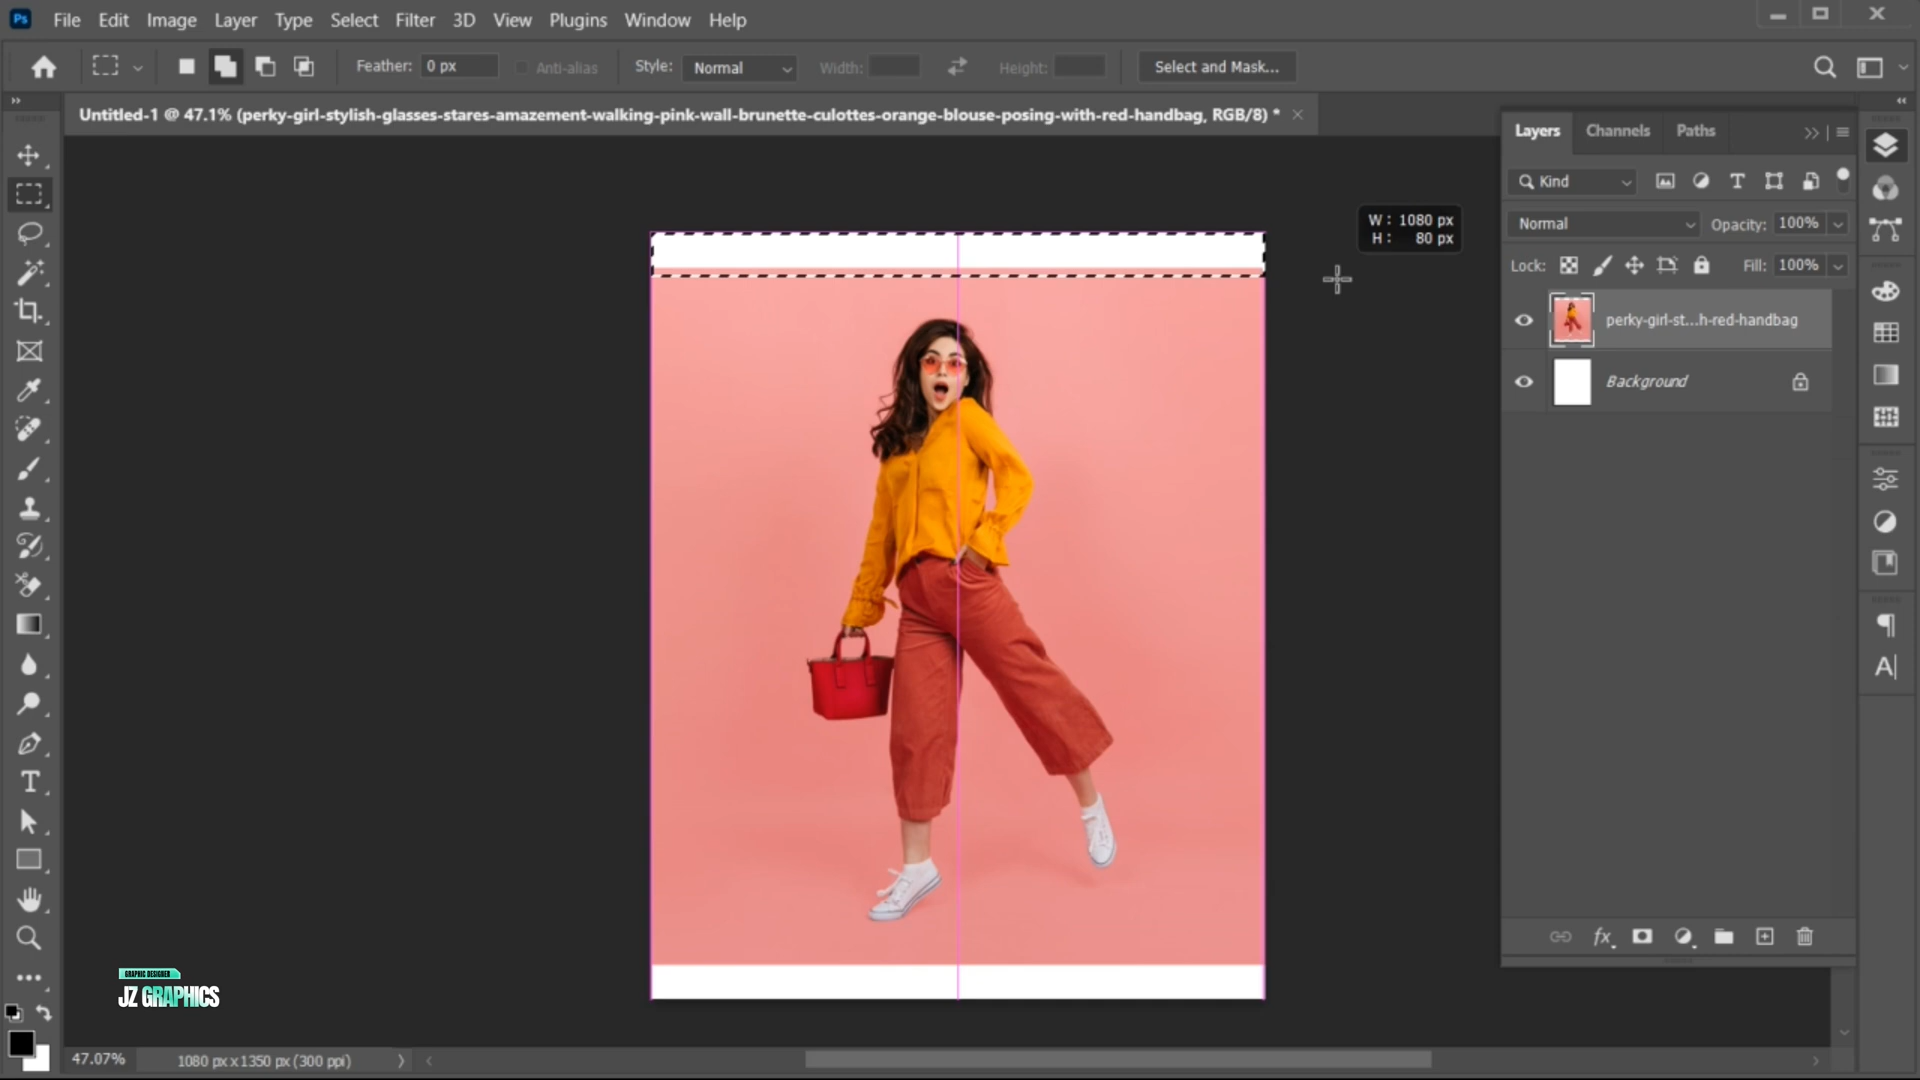 Ps File Edit Image Layer Type Select Filter 3D View Plugins Window Help
Feather: 0 px Anti-alias Style: Normal Width: Height: Select and Mask...
Untitled-1 @ 47.1% (perky-girl-stylish-glasses-stares-amazement-walking-pink-wall-brunette-culottes-orange-blouse-posing-with-red-handbag, RGB/8) *
Layers Channels Paths
Kind
Normal Opacity: 100%
Lock: Fill: 100%
perky-girl-st...h-red-handbag
Background
W: 1080 px
H: 80 px
GRAPHIC DESIGNER
JZ GRAPHICS
47.07% 1080 px x 1350 px (300 ppi)